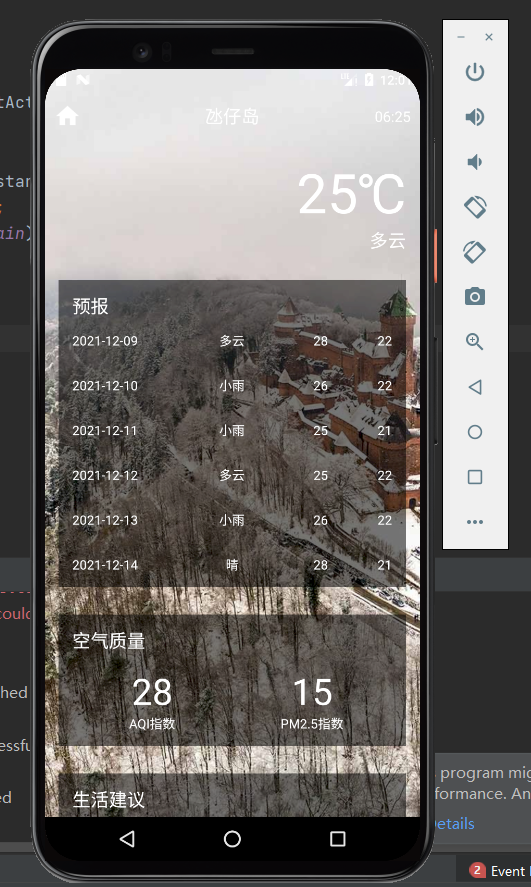 tAct
12:0
氹仔岛
06:25
stan
;
ain)
25℃
多云
预报
2021-12-09 多云 28 22
2021-12-10 小雨 26 22
2021-12-11 小雨 25 21
2021-12-12 多云 25 22
2021-12-13 小雨 26 22
2021-12-14 晴 28 21
could
空气质量
28 15
AQI指数 PM2.5指数
hed
essfu
program mig
ed
formance. An
生活建议
etails
2 Event